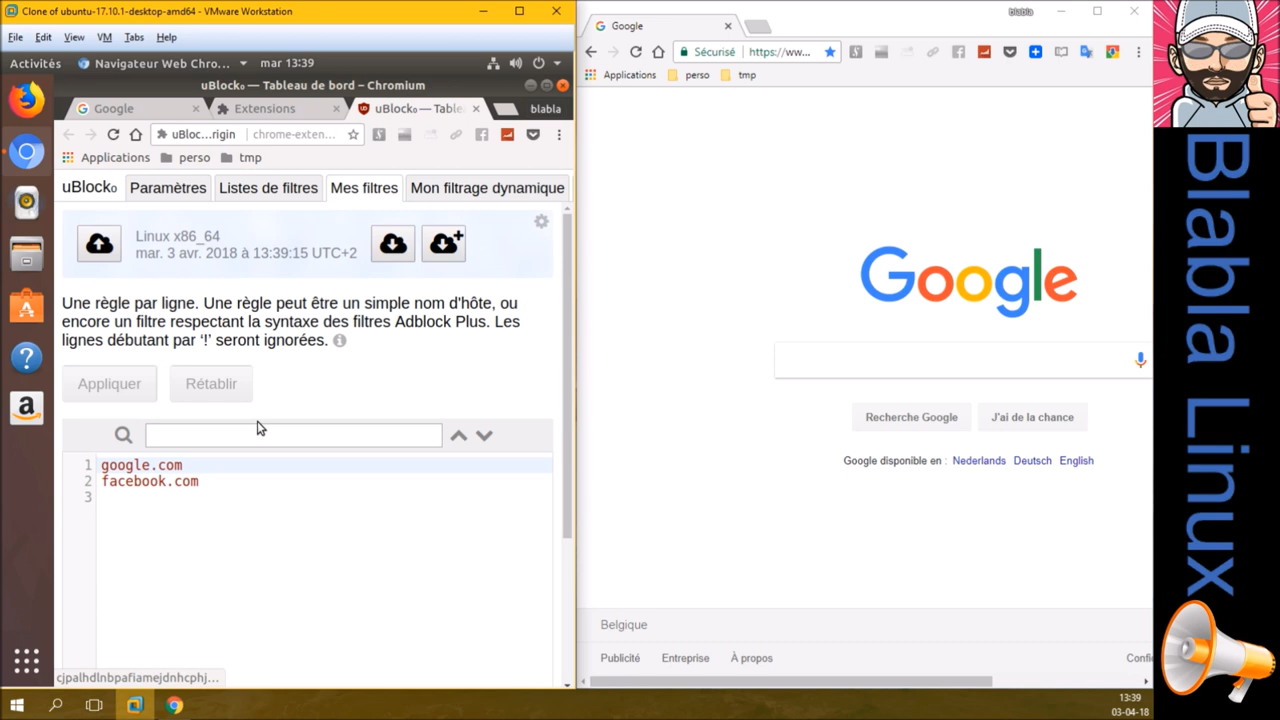 Clone of ubuntu-17.10.1-desktop-amd64 - VMware Workstation
File Edit View VM Tabs Help
Activités Navigateur Web Chro... mar 13:39
uBlock₀ — Tableau de bord – Chromium
Google Extensions uBlock₀ — Table blabla
uBloc...rigin chrome-exten...
Applications perso tmp
uBlock₀ Paramètres Listes de filtres Mes filtres Mon filtrage dynamique
Linux x86_64
mar. 3 avr. 2018 à 13:39:15 UTC+2
Une règle par ligne. Une règle peut être un simple nom d'hôte, ou
encore un filtre respectant la syntaxe des filtres Adblock Plus. Les
lignes débutant par ‘!’ seront ignorées.
Appliquer Rétablir
1 google.com
2 facebook.com
3
cjpalhdlnbpafiamejdnhcphj...
blabla
Google
Sécurisé https://ww...
Applications perso tmp
Google
Recherche Google J'ai de la chance
Google disponible en : Nederlands Deutsch English
Belgique
Publicité Entreprise À propos Confi
13:39
03-04-18
Blabla Linux